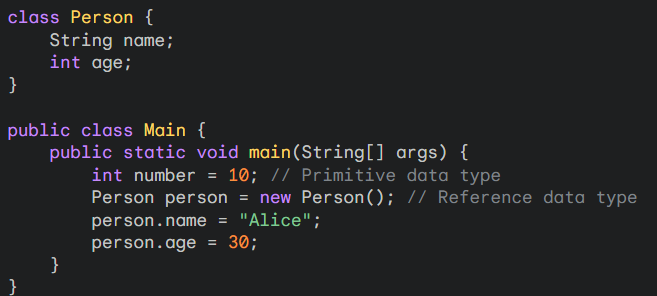 class Person {
    String name;
    int age;
}

public class Main {
    public static void main(String[] args) {
        int number = 10; // Primitive data type
        Person person = new Person(); // Reference data type
        person.name = "Alice";
        person.age = 30;
    }
}